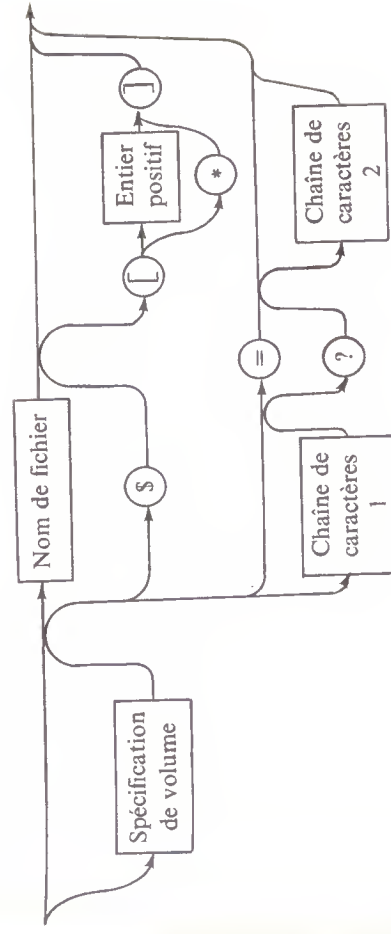 Spécification
de volume
Nom de fichier
$
[
Entier
positif
*
]
=
?
Chaîne de
caractères
1
Chaîne de
caractères
2